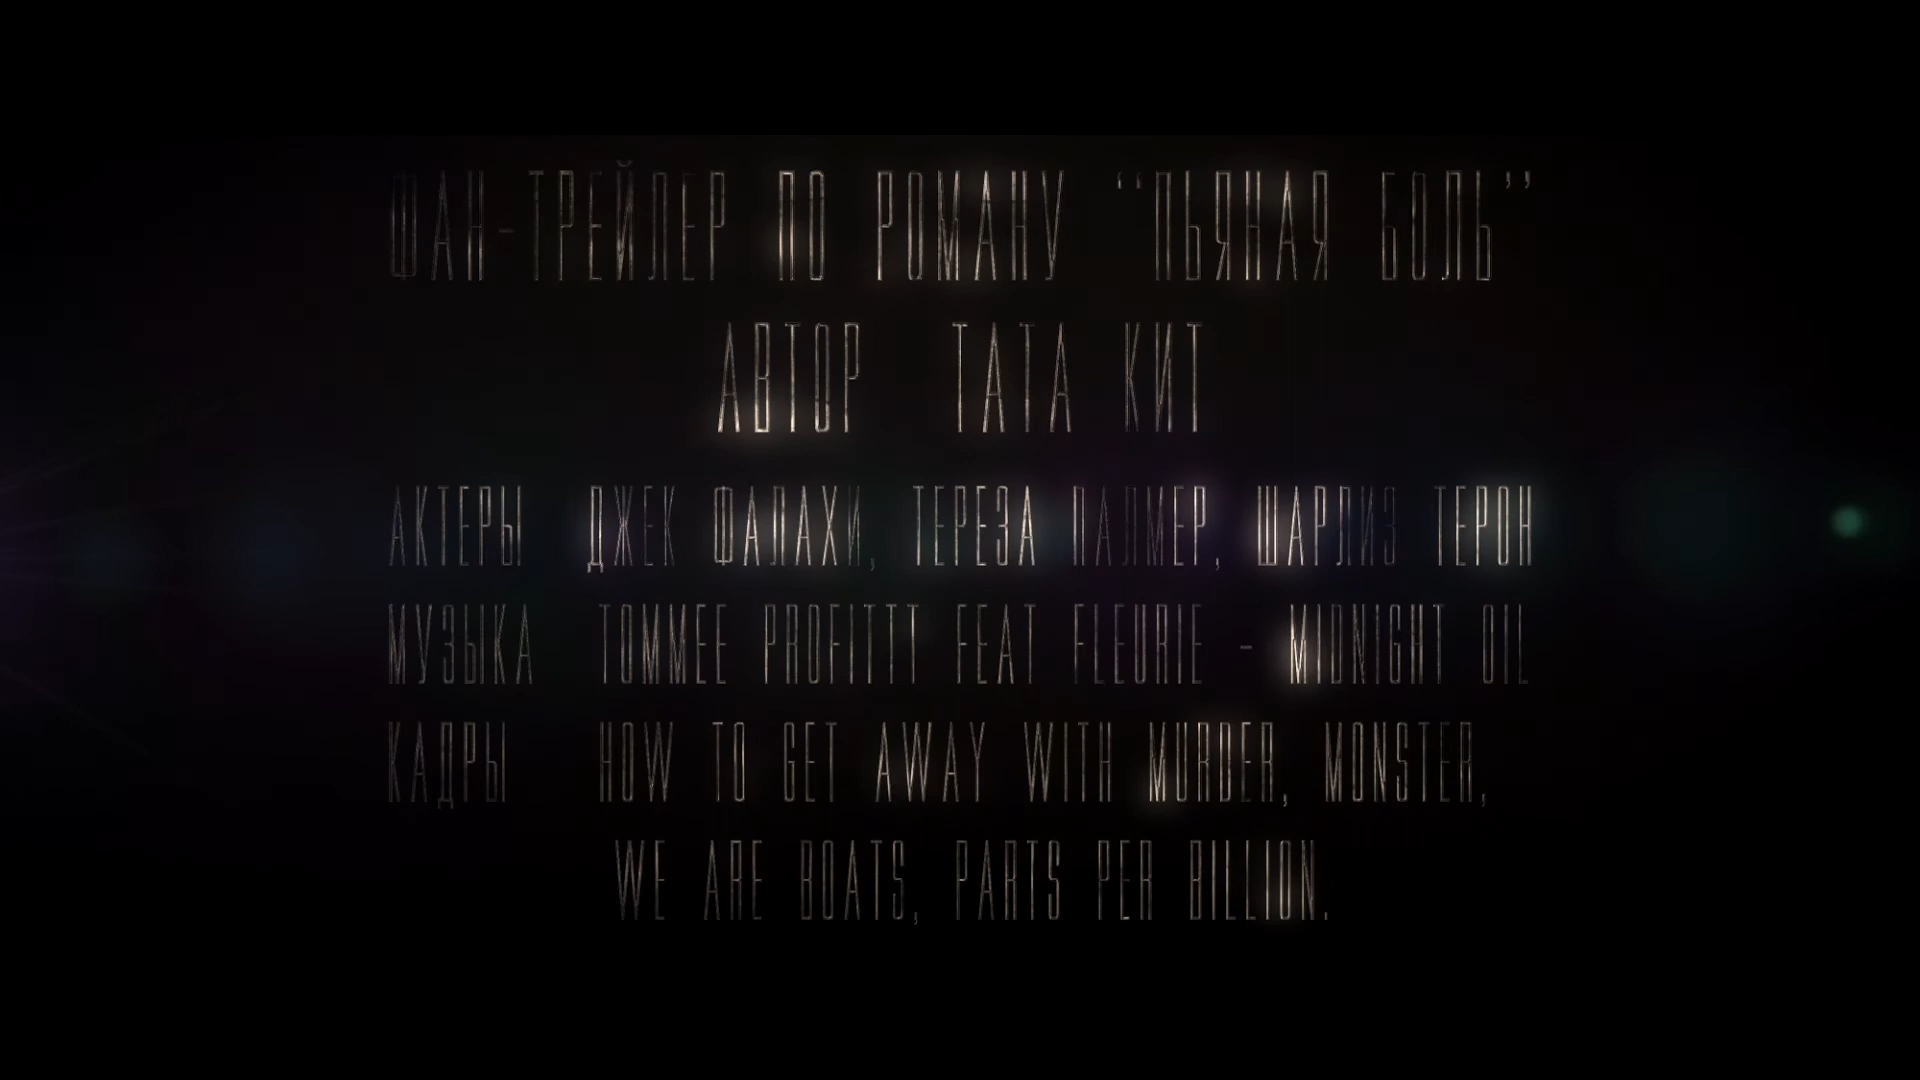 ФАН-ТРЕЙЛЕР ПО РОМАНУ “ПЬЯНАЯ БОЛЬ”
АВТОР ТАТА КИТ
АКТЕРЫ ДЖЕК ФАЛАХИ, ТЕРЕЗА ПАЛМЕР, ШАРЛИЗ ТЕРОН
МУЗЫКА TOMMEE PROFITTT FEAT FLEURIE - MIDNIGHT OIL
КАДРЫ HOW TO GET AWAY WITH MURDER, MONSTER,
WE ARE BOATS, PARTS PER BILLION.